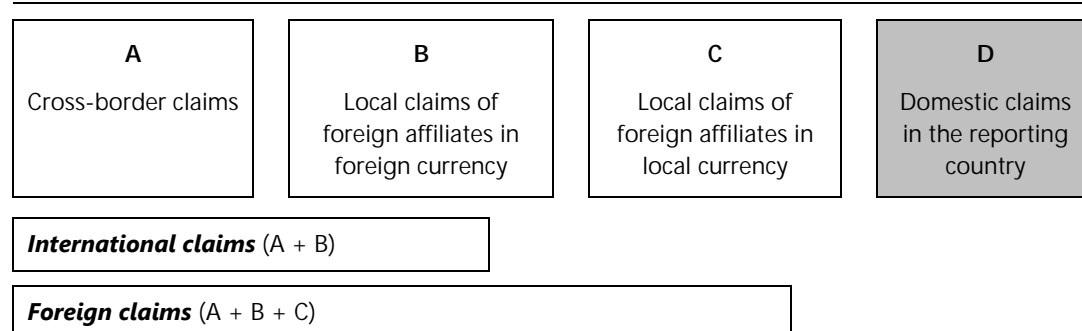 A
Cross-border claims
B
Local claims of
foreign affiliates in
foreign currency
C
Local claims of
foreign affiliates in
local currency
D
Domestic claims
in the reporting
country
International claims (A + B)
Foreign claims (A + B + C)